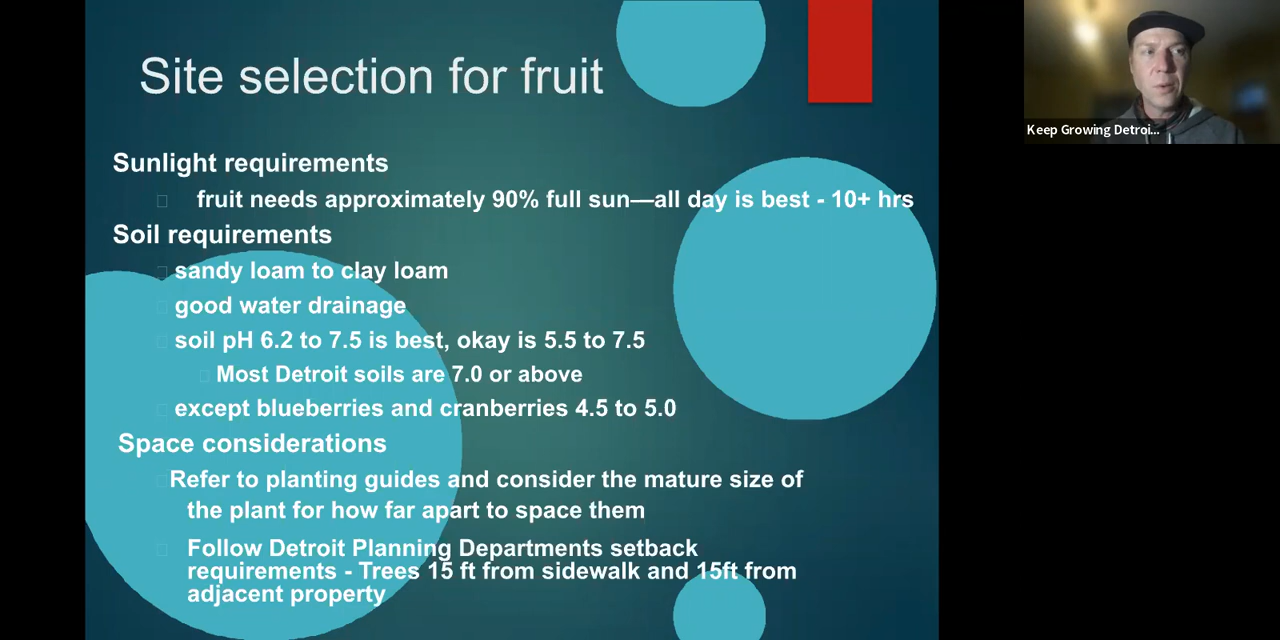 Site selection for fruit
Keep Growing Detroi...
Sunlight requirements
fruit needs approximately 90% full sun—all day is best - 10+ hrs
Soil requirements
sandy loam to clay loam
good water drainage
soil pH 6.2 to 7.5 is best, okay is 5.5 to 7.5
Most Detroit soils are 7.0 or above
except blueberries and cranberries 4.5 to 5.0
Space considerations
Refer to planting guides and consider the mature size of
the plant for how far apart to space them
Follow Detroit Planning Departments setback
requirements - Trees 15 ft from sidewalk and 15ft from
adjacent property